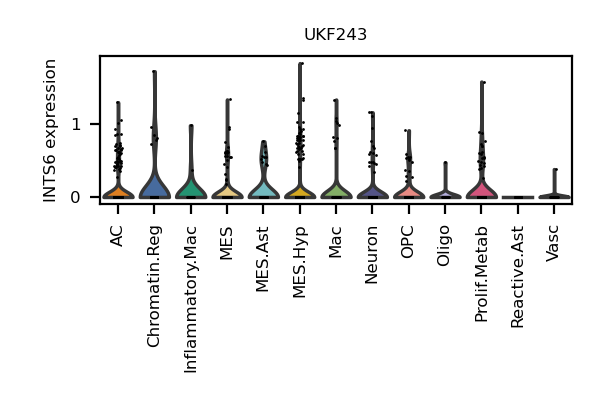 UKF243
INTS6 expression
1
0
AC
Chromatin.Reg
Inflammatory.Mac
MES
MES.Ast
MES.Hyp
Mac
Neuron
OPC
Oligo
Prolif.Metab
Reactive.Ast
Vasc